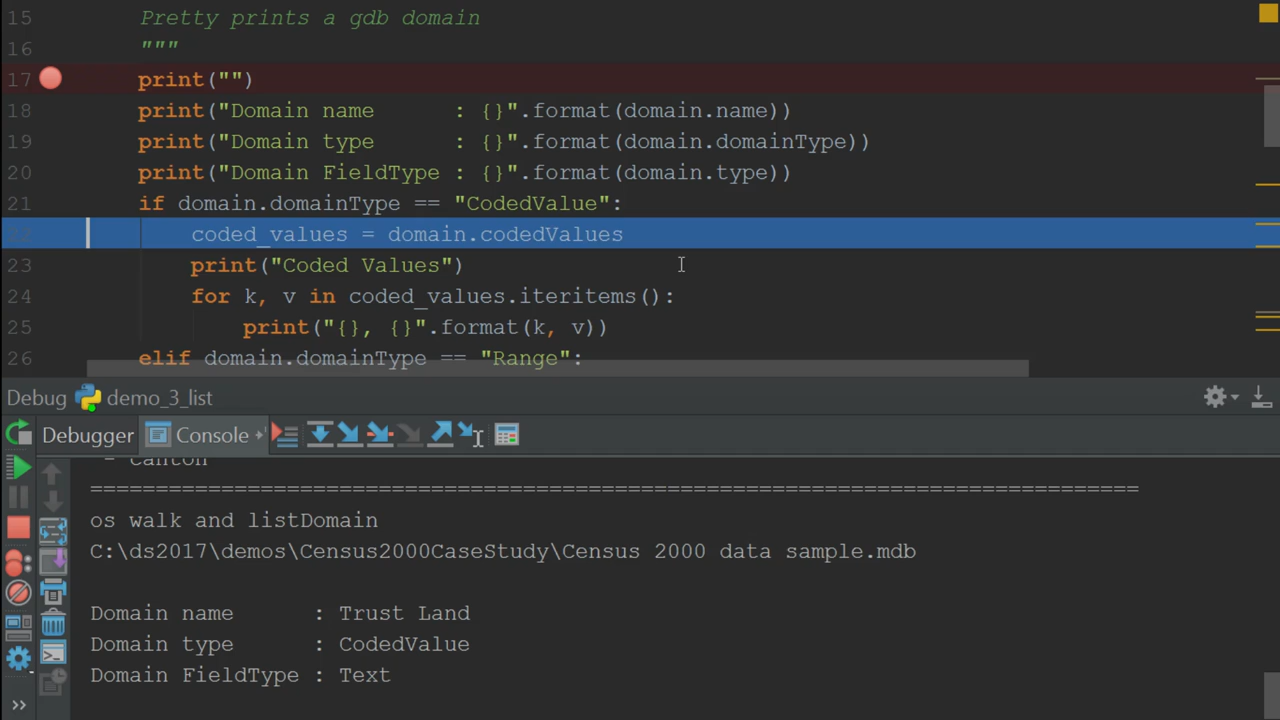 15 Pretty prints a gdb domain
16 """
17 print("")
18 print("Domain name : {}".format(domain.name))
19 print("Domain type : {}".format(domain.domainType))
20 print("Domain FieldType : {}".format(domain.type))
21 if domain.domainType == "CodedValue":
22 coded_values = domain.codedValues
23 print("Coded Values")
24 for k, v in coded_values.iteritems():
25 print("{}, {}".format(k, v))
26 elif domain.domainType == "Range":
Debug demo_3_list
Debugger Console
- Canton
================================================================================
os walk and listDomain
C:\ds2017\demos\Census2000CaseStudy\Census 2000 data sample.mdb
Domain name : Trust Land
Domain type : CodedValue
Domain FieldType : Text